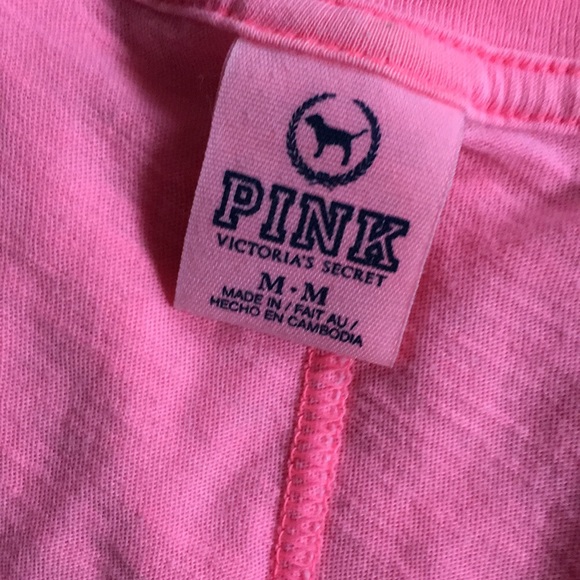 PINK
VICTORIA'S SECRET
M • M
MADE IN / FAIT AU /
HECHO EN CAMBODIA